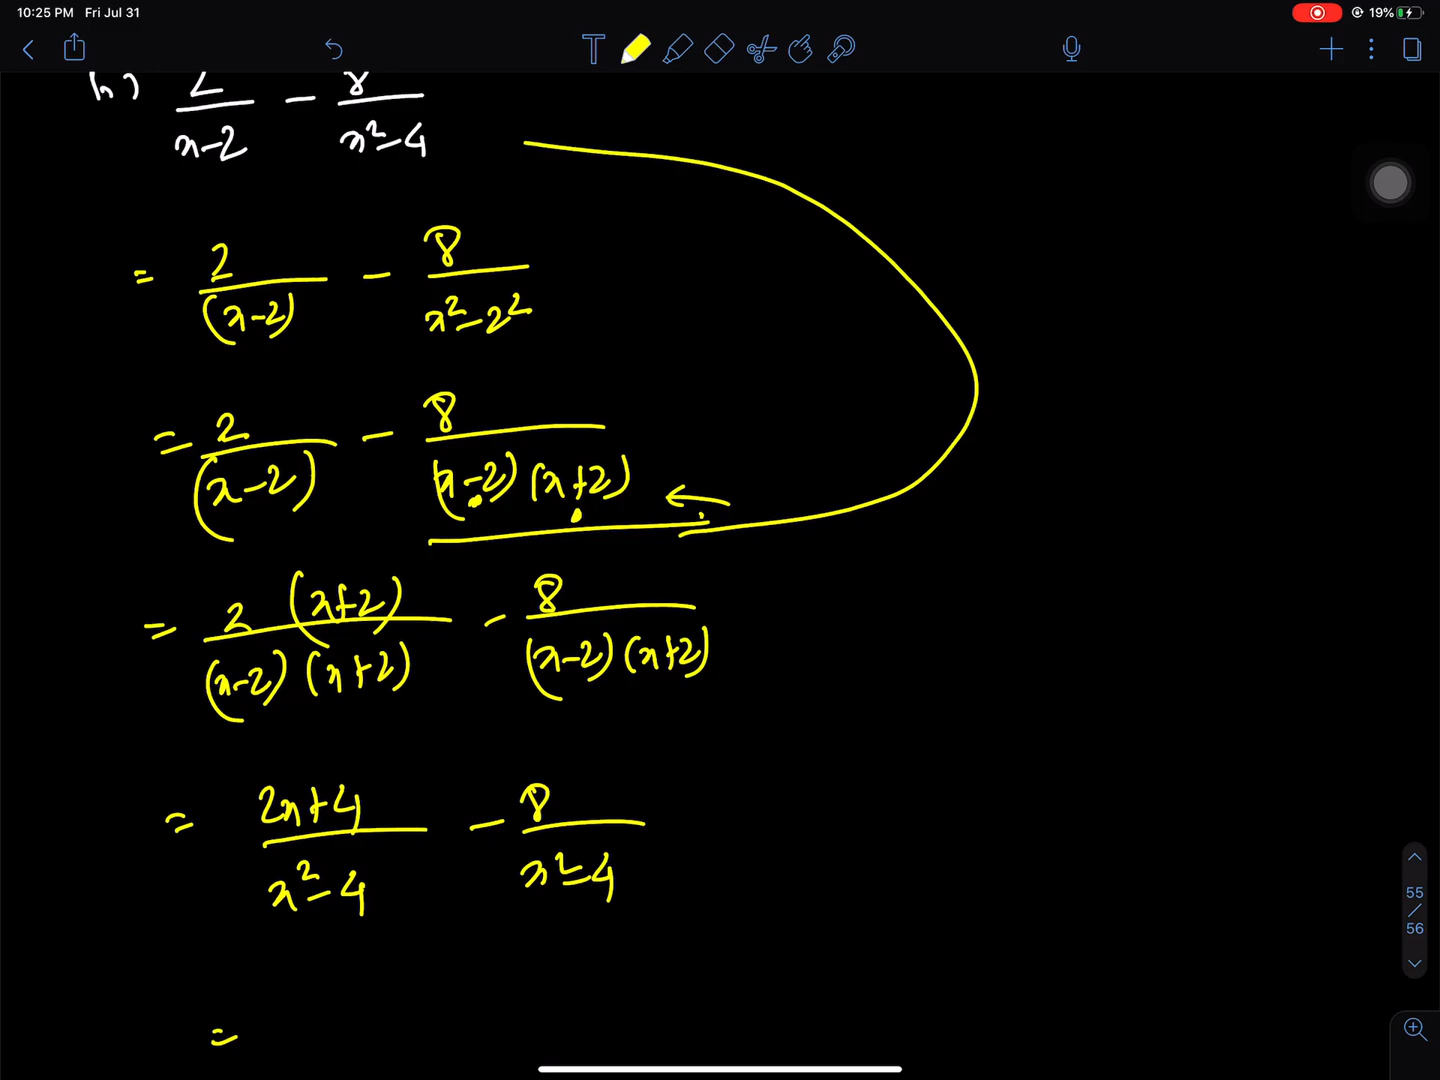 10:25 PM Fri Jul 31 19%
h) 2/(x-2) - 8/(x²-4)
= 2/(x-2) - 8/(x²-2²)
= 2/(x-2) - 8/((x-2)(x+2))
= 2(x+2)/((x-2)(x+2)) - 8/((x-2)(x+2))
= (2x+4)/(x²-4) - 8/(x²-4)
55
/
56
=